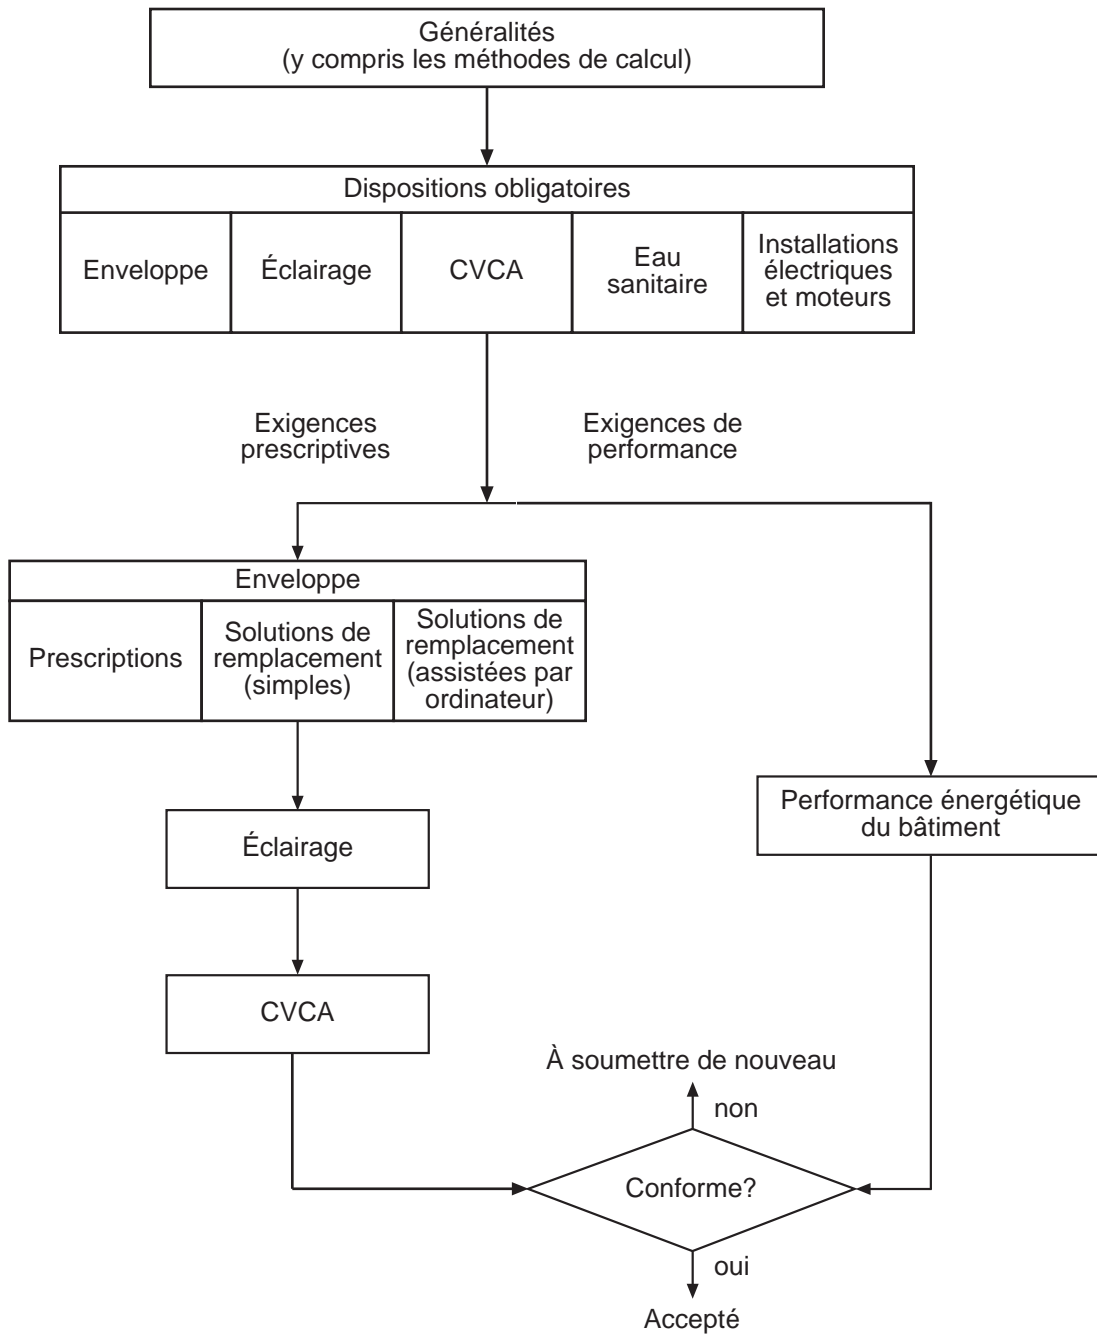 Généralités
(y compris les méthodes de calcul)
Dispositions obligatoires
Enveloppe
Éclairage
CVCA
Eau
sanitaire
Installations
électriques
et moteurs
Exigences
prescriptives
Exigences de
performance
Enveloppe
Prescriptions
Solutions de
remplacement
(simples)
Solutions de
remplacement
(assistées par
ordinateur)
Performance énergétique
du bâtiment
Éclairage
CVCA
À soumettre de nouveau
non
Conforme?
oui
Accepté